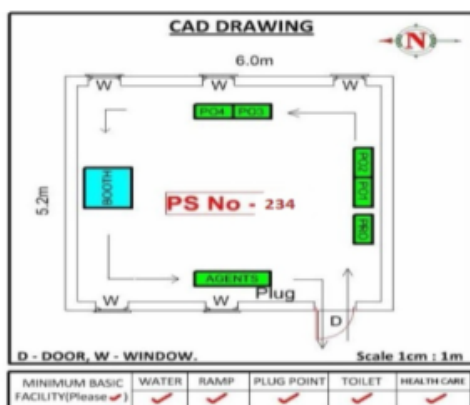 CAD DRAWING
N
6.0m
W W W
PO4 PO3
5.2m
BOOTH
PO2
PO1
PRO
PS No - 234
AGENTS
Plug
W W
D
D - DOOR, W - WINDOW. Scale 1cm : 1m
MINIMUM BASIC FACILITY(Please ✓) WATER RAMP PLUG POINT TOILET HEALTH CARE
✓ ✓ ✓ ✓ ✓